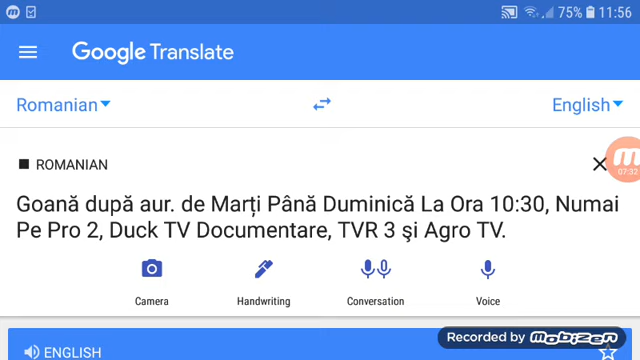 75% 11:56
Google Translate
Romanian English
ROMANIAN
07:32
Goană după aur. de Marți Până Duminică La Ora 10:30, Numai
Pe Pro 2, Duck TV Documentare, TVR 3 şi Agro TV.
Camera Handwriting Conversation Voice
Recorded by mobizen
ENGLISH